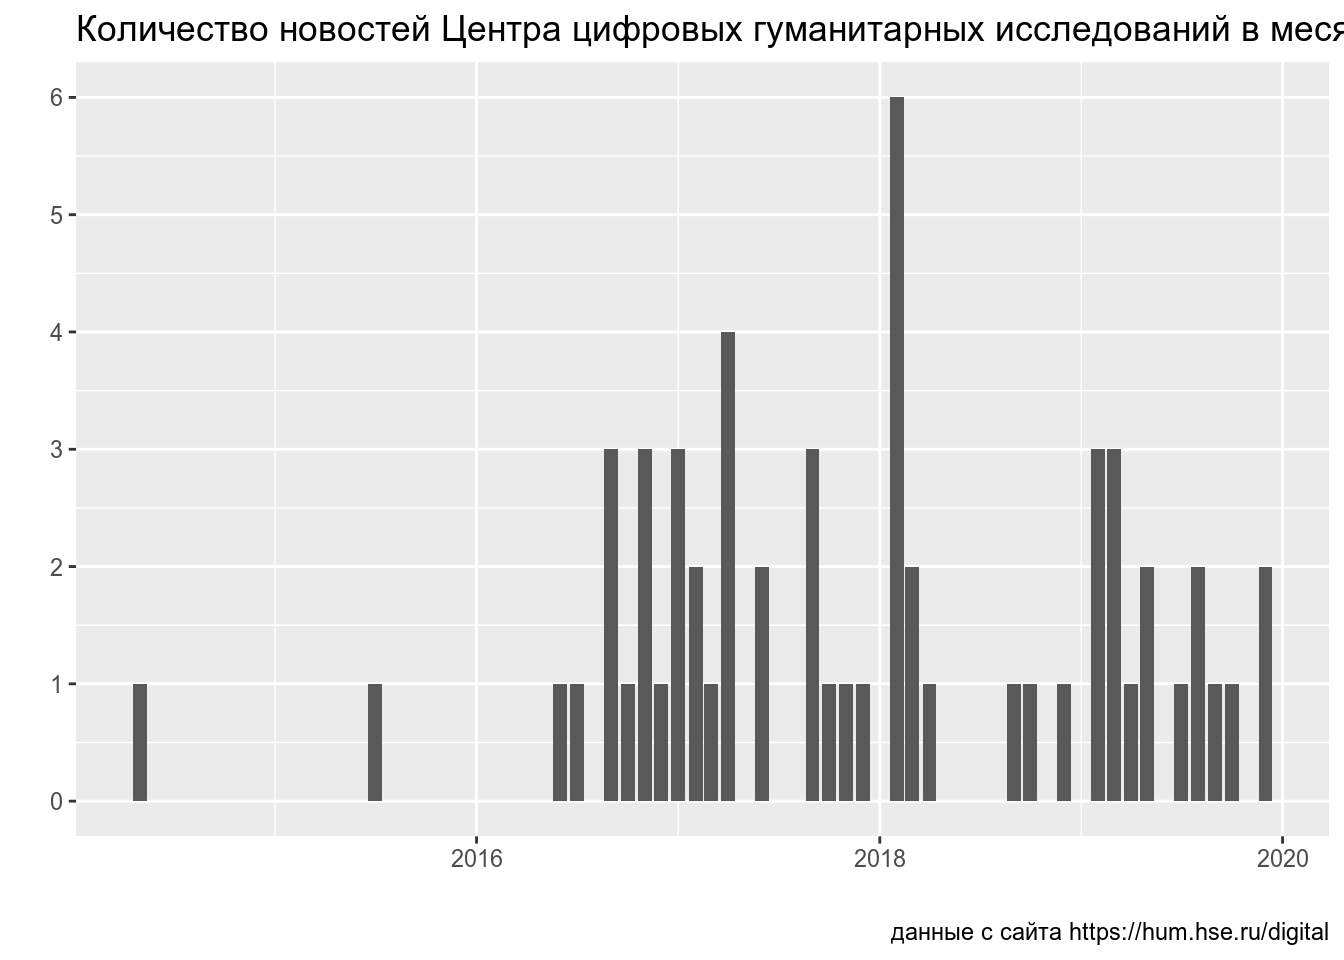 Количество новостей Центра цифровых гуманитарных исследований в меся
6
5
4
3
2
1
0
2016 2018 2020
данные с сайта https://hum.hse.ru/digital